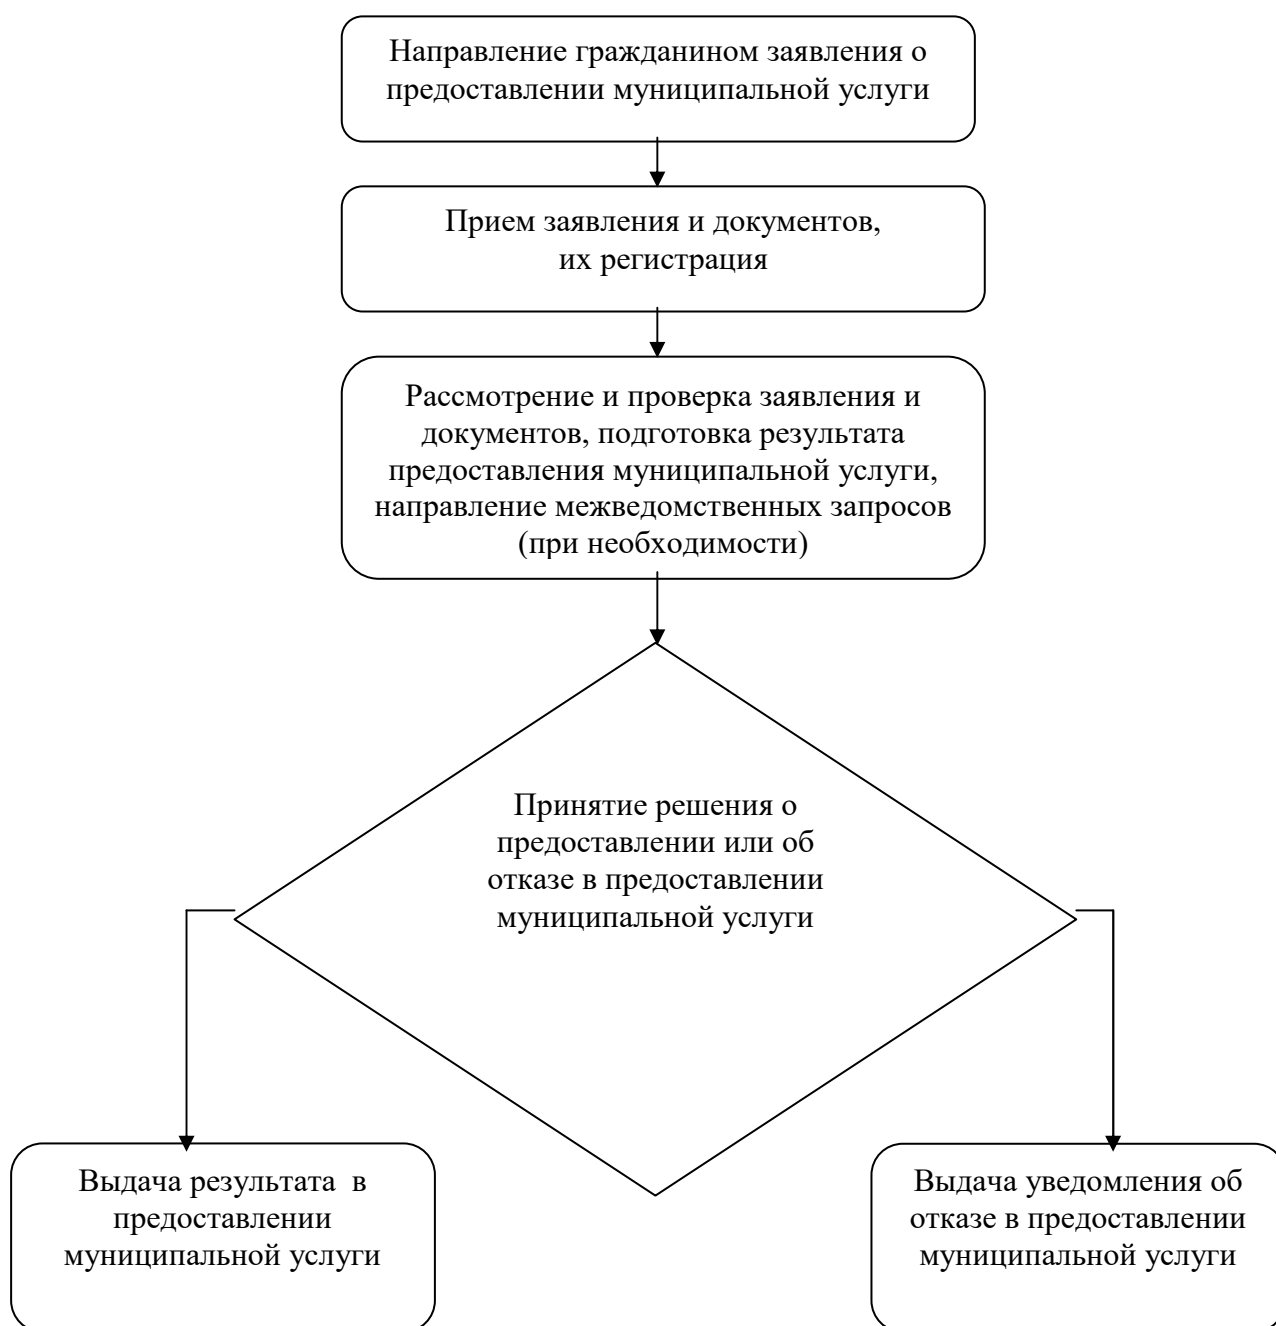 Направление гражданином заявления о
предоставлении муниципальной услуги
Прием заявления и документов,
их регистрация
Рассмотрение и проверка заявления и
документов, подготовка результата
предоставления муниципальной услуги,
направление межведомственных запросов
(при необходимости)
Принятие решения о
предоставлении или об
отказе в предоставлении
муниципальной услуги
Выдача результата в
предоставлении
муниципальной услуги
Выдача уведомления об
отказе в предоставлении
муниципальной услуги